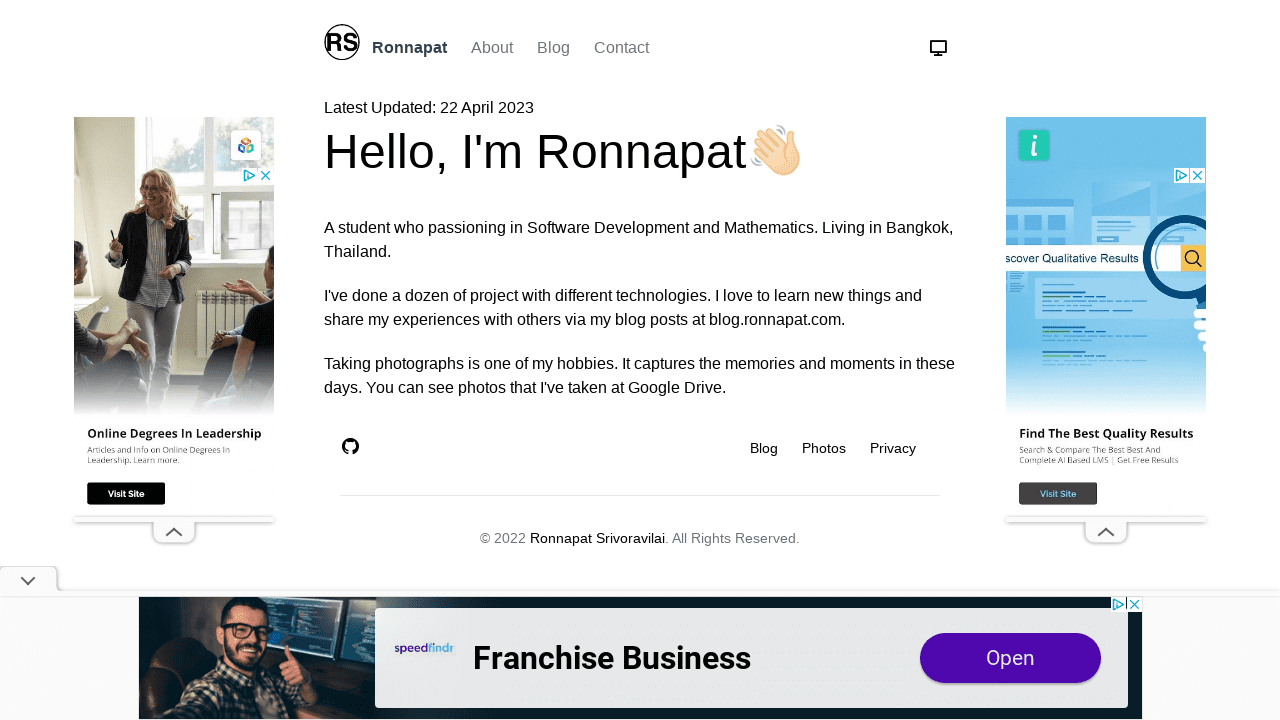 RS
Ronnapat
About
Blog
Contact
Latest Updated: 22 April 2023
Hello, I'm Ronnapat👋🏻
A student who passioning in Software Development and Mathematics. Living in Bangkok,
Thailand.
I've done a dozen of project with different technologies. I love to learn new things and
share my experiences with others via my blog posts at blog.ronnapat.com.
Taking photographs is one of my hobbies. It captures the memories and moments in these
days. You can see photos that I've taken at Google Drive.
Blog
Photos
Privacy
© 2022 Ronnapat Srivoravilai. All Rights Reserved.
Online Degrees In Leadership
Articles and Info on Online Degrees In
Leadership. Learn more.
Visit Site
i
scover Qualitative Results
Find The Best Quality Results
Search & Compare The Best Best And
Complete AI Based LMS | Get Free Results
Visit Site
speedfindr
Franchise Business
Open